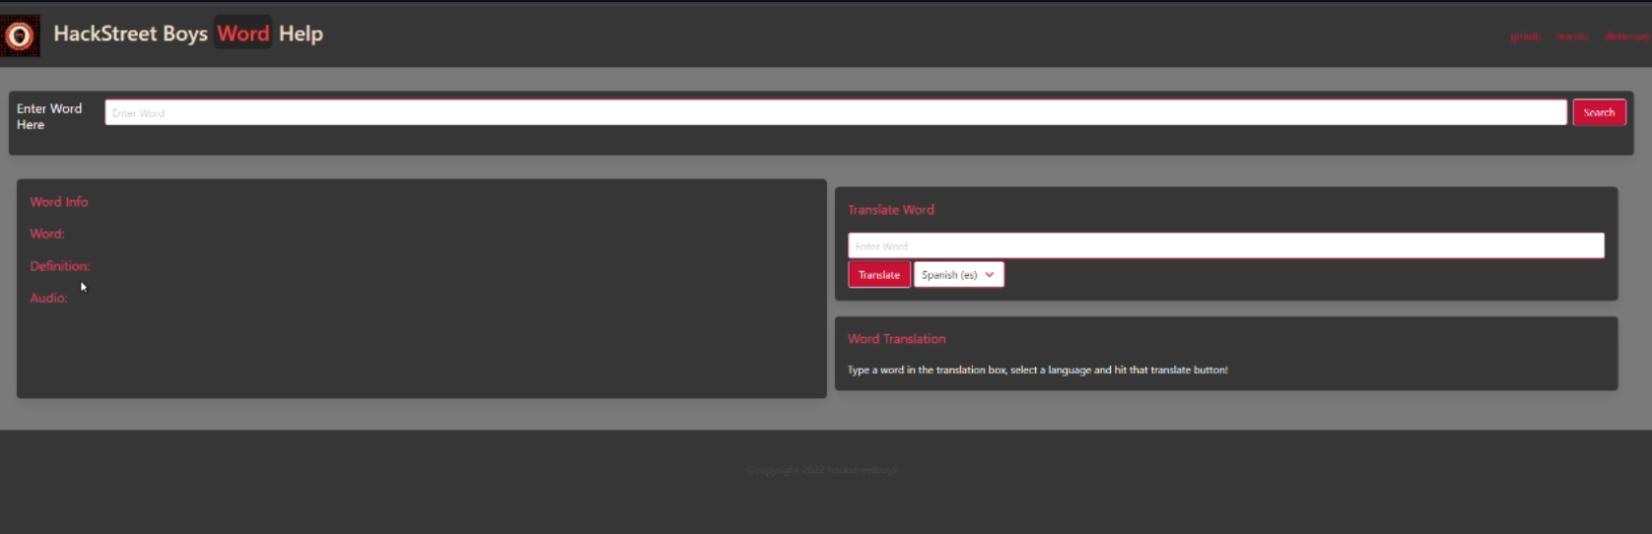 HackStreet Boys Word Help
github
dictionary
Enter Word
Here
Enter Word
Search
Word Info
Word:
Definition:
Audio:
Translate Word
Enter Word
Translate
Spanish (es)
Word Translation
Type a word in the translation box, select a language and hit that translate button!
©copyright 2022 hackstreetboys